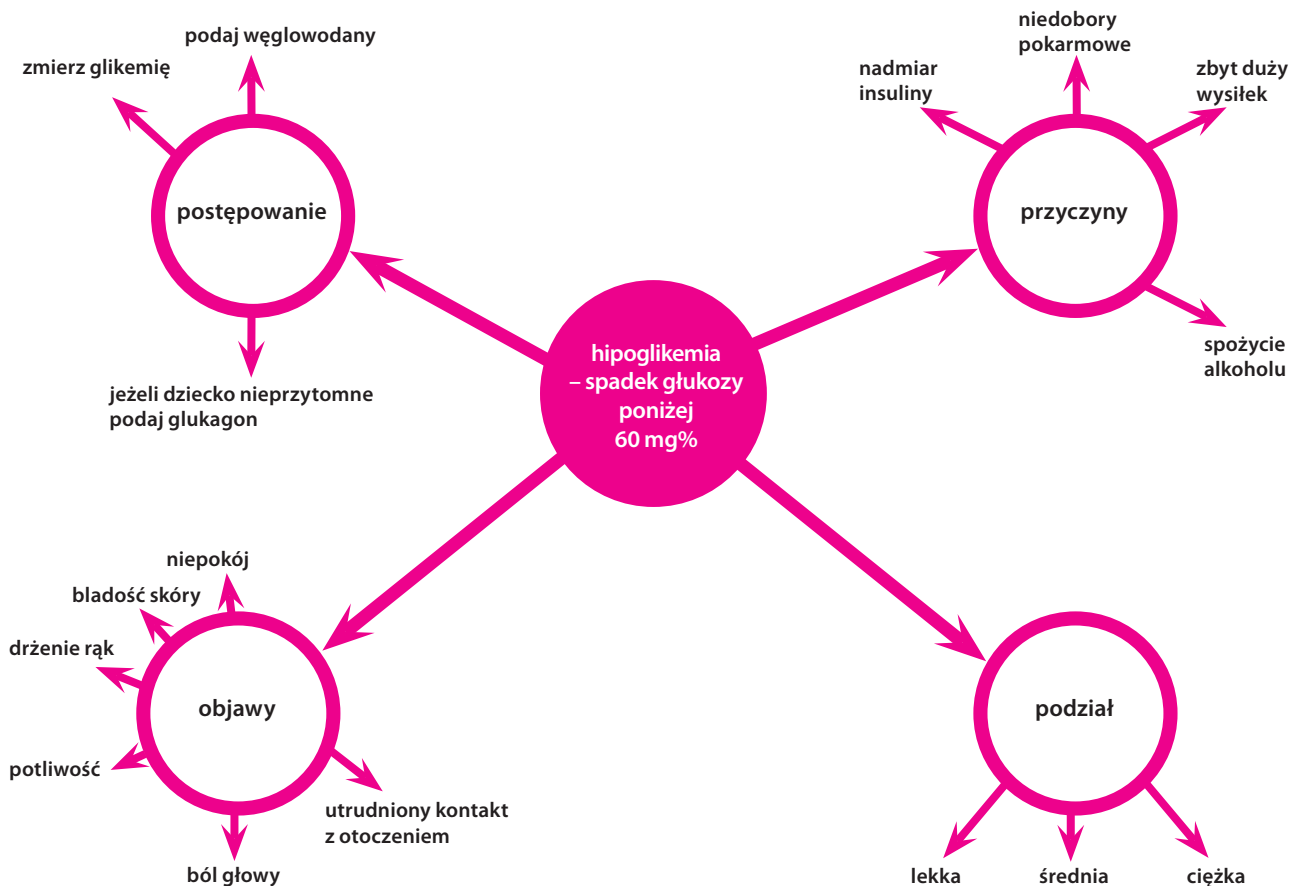 podaj węglowodany
zmierz glikemię
postępowanie
jeżeli dziecko nieprzytomne
podaj glukagon
niedobory
pokarmowe
nadmiar
insuliny
zbyt duży
wysiłek
przyczyny
spożycie
alkoholu
hipoglikemia
– spadek głukozy
poniżej
60 mg%
niepokój
bladość skóry
drżenie rąk
objawy
potliwość
utrudniony kontakt
z otoczeniem
ból głowy
podział
lekka
średnia
ciężka